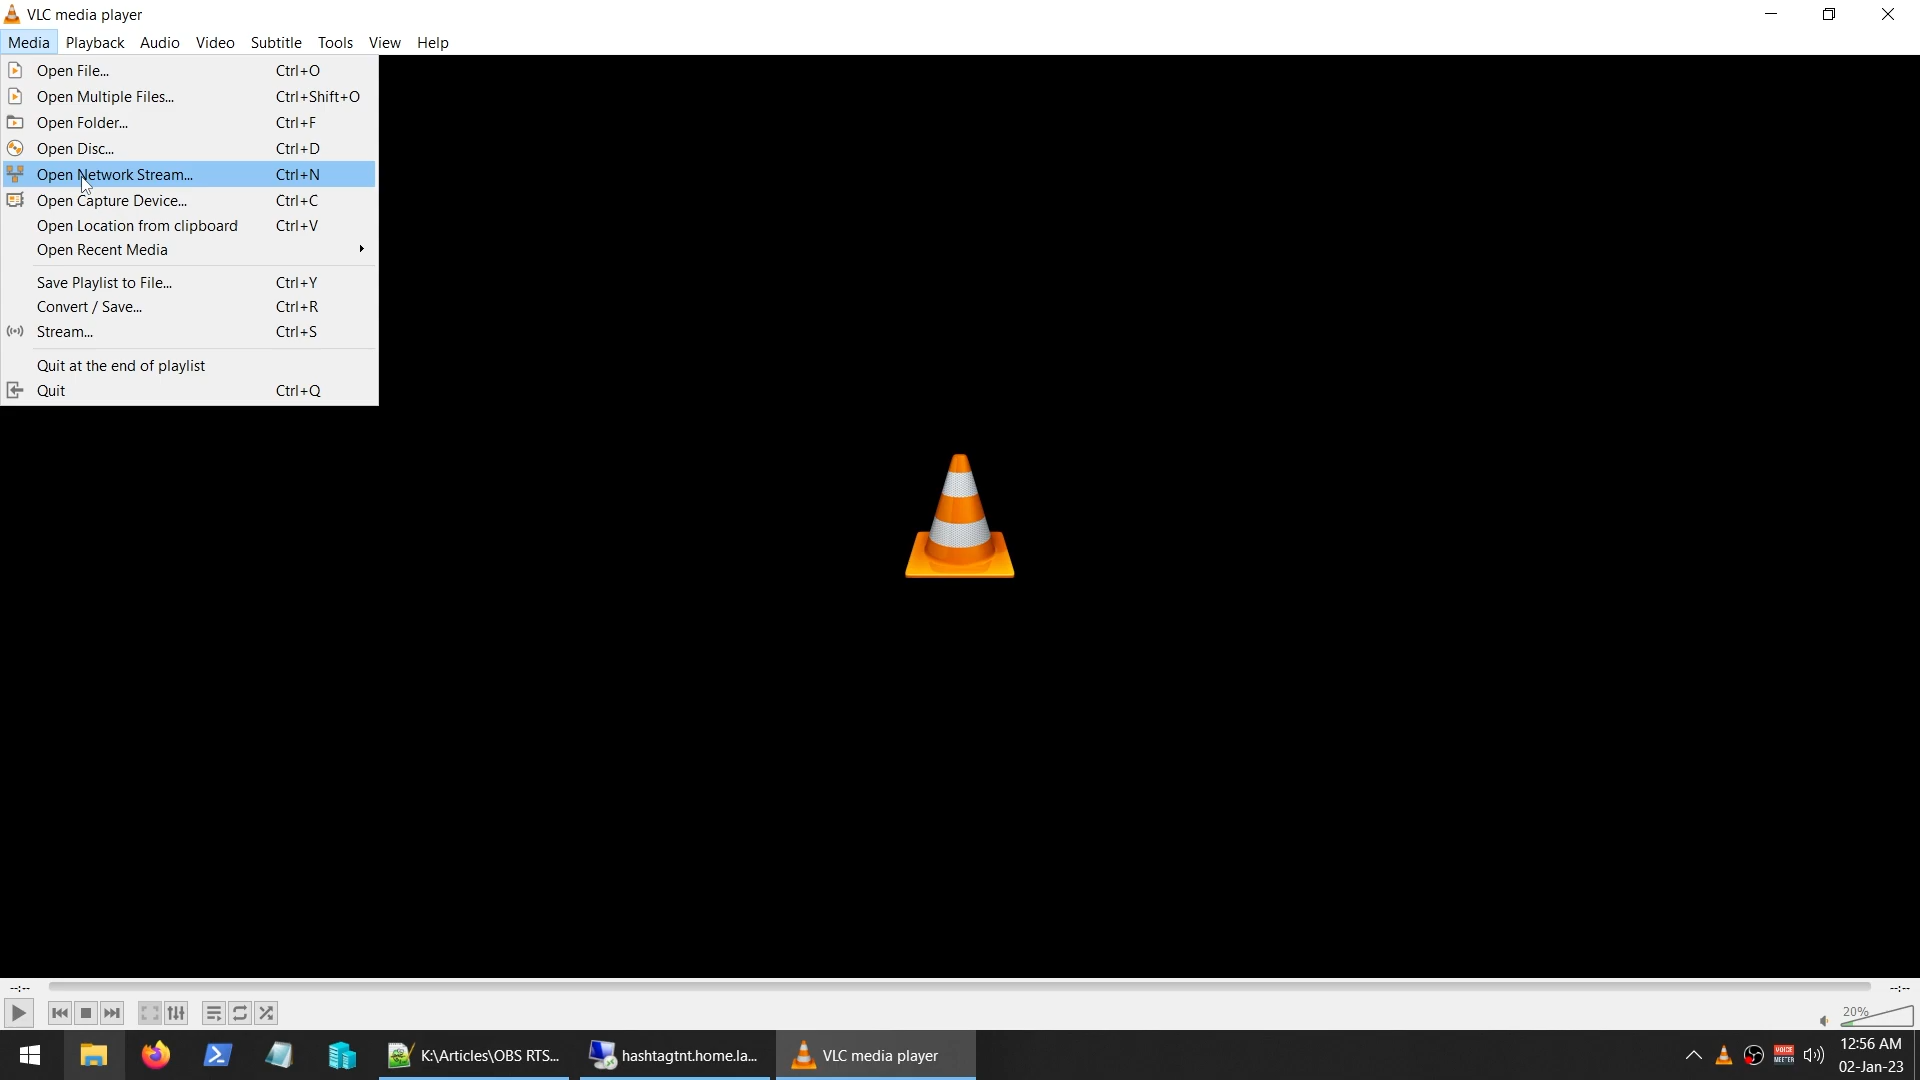 VLC media player
Media Playback Audio Video Subtitle Tools View Help
Open File... Ctrl+O
Open Multiple Files... Ctrl+Shift+O
Open Folder... Ctrl+F
Open Disc... Ctrl+D
Open Network Stream... Ctrl+N
Open Capture Device... Ctrl+C
Open Location from clipboard Ctrl+V
Open Recent Media
Save Playlist to File... Ctrl+Y
Convert / Save... Ctrl+R
Stream... Ctrl+S
Quit at the end of playlist
Quit Ctrl+Q
--:-- --:--
20%
K:\Articles\OBS RTS... hashtagtnt.home.la... VLC media player VOICE MEETER 12:56 AM
02-Jan-23